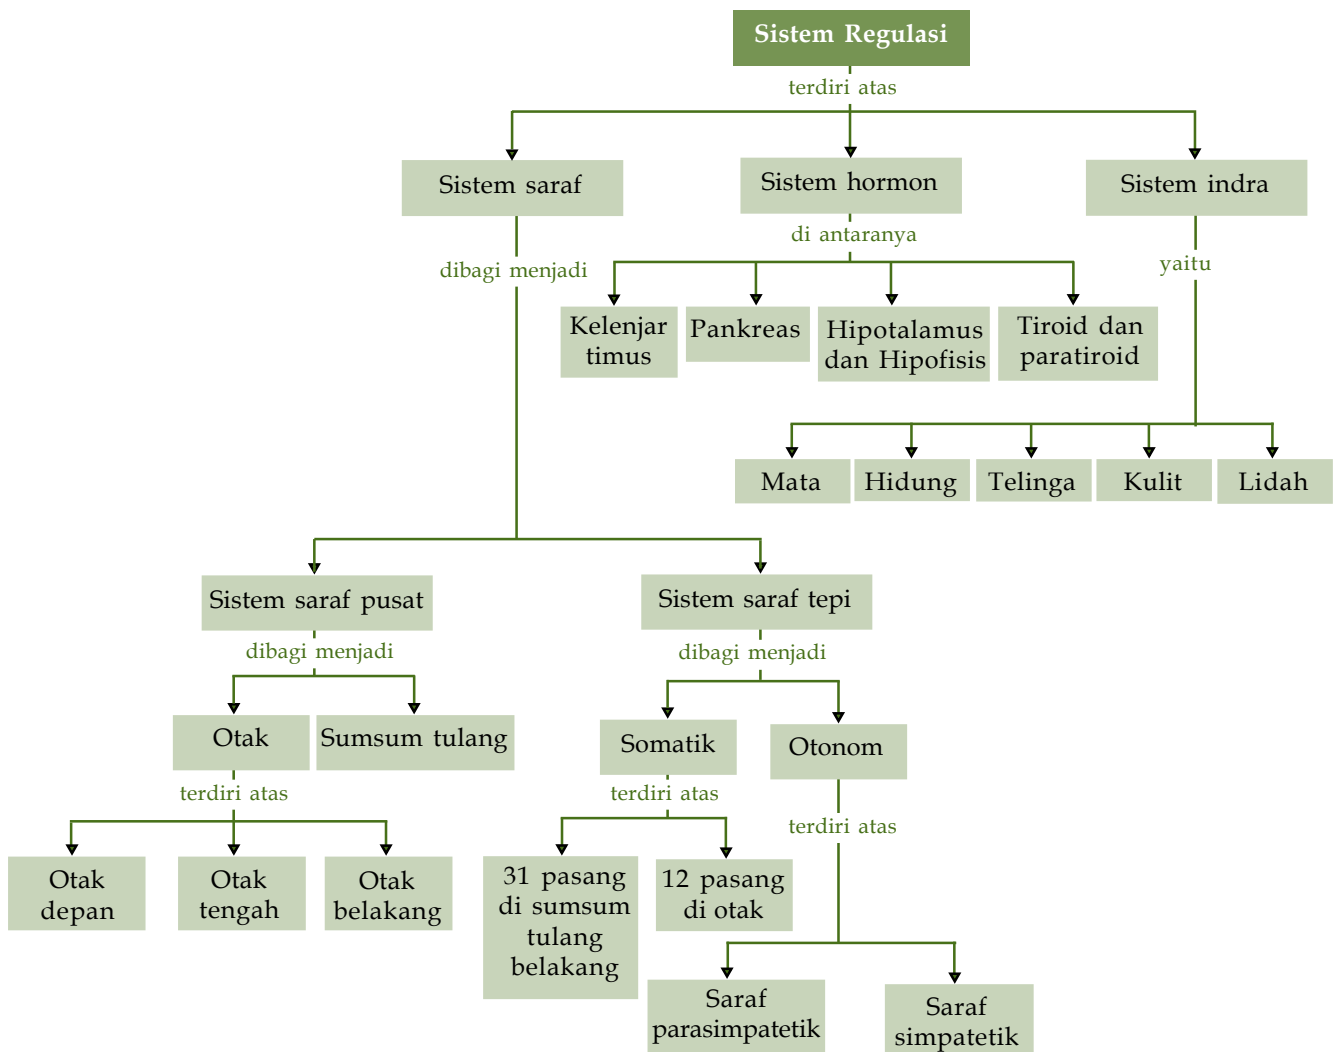 Sistem Regulasi
terdiri atas
Sistem saraf
Sistem hormon
Sistem indra
di antaranya
dibagi menjadi
yaitu
Kelenjar
timus
Pankreas
Hipotalamus
dan Hipofisis
Tiroid dan
paratiroid
Mata
Hidung
Telinga
Kulit
Lidah
Sistem saraf pusat
Sistem saraf tepi
dibagi menjadi
dibagi menjadi
Otak
Sumsum tulang
Somatik
Otonom
terdiri atas
terdiri atas
terdiri atas
Otak
depan
Otak
tengah
Otak
belakang
31 pasang
di sumsum
tulang
belakang
12 pasang
di otak
Saraf
parasimpatetik
Saraf
simpatetik